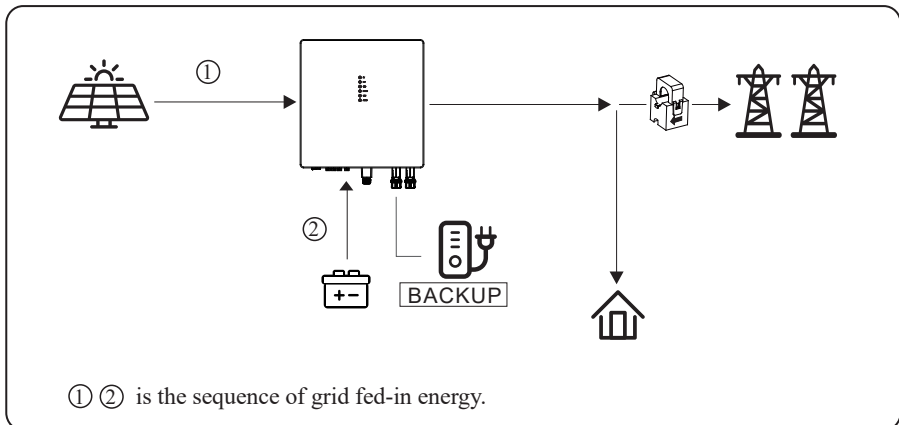 ①
②
+ -
BACKUP
① ② is the sequence of grid fed-in energy.